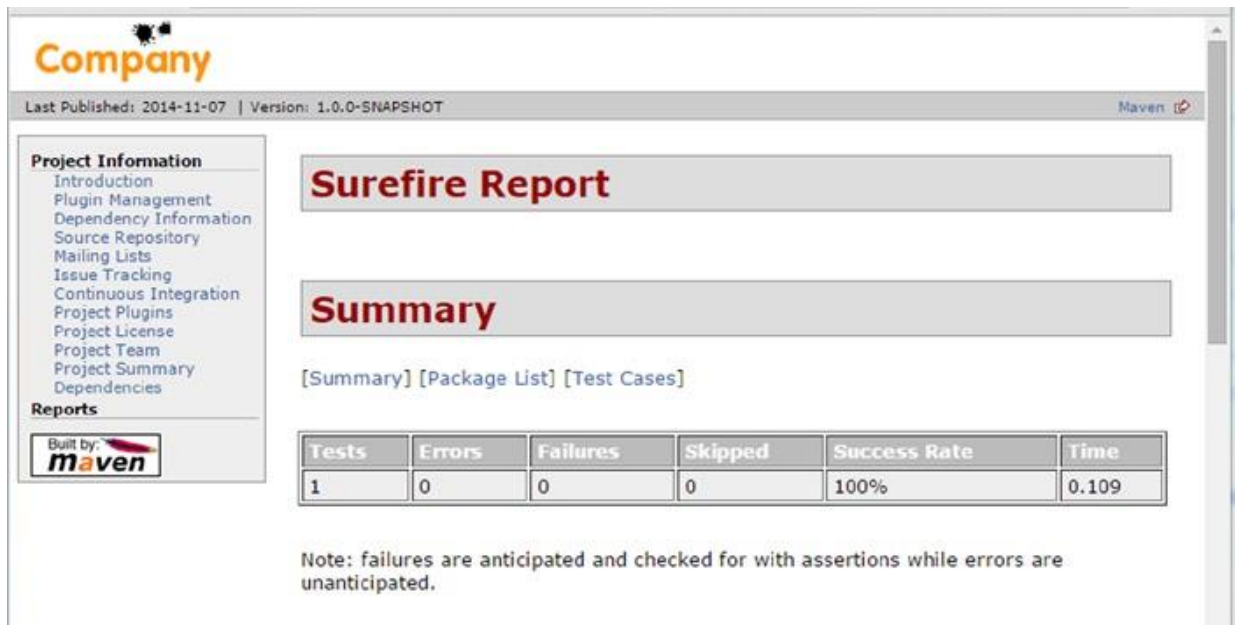 Company
Last Published: 2014-11-07 | Version: 1.0.0-SNAPSHOT
Maven
Project Information
Introduction
Plugin Management
Dependency Information
Source Repository
Mailing Lists
Issue Tracking
Continuous Integration
Project Plugins
Project License
Project Team
Project Summary
Dependencies
Reports
Built by:
maven
Surefire Report
Summary
[Summary] [Package List] [Test Cases]
Tests Errors Failures Skipped Success Rate Time
1 0 0 0 100% 0.109
Note: failures are anticipated and checked for with assertions while errors are
unanticipated.